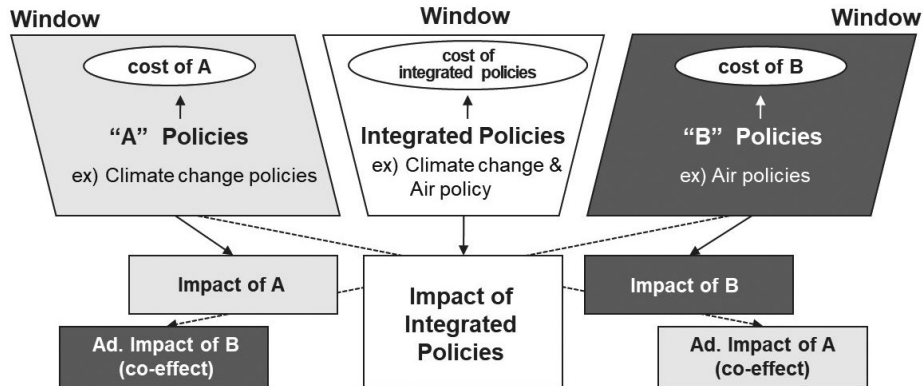 Window
Window
Window
cost of A
cost of
integrated policies
cost of B
“A” Policies
Integrated Policies
“B” Policies
ex) Climate change policies
ex) Climate change &
Air policy
ex) Air policies
Impact of A
Impact of
Integrated
Policies
Impact of B
Ad. Impact of B
(co-effect)
Ad. Impact of A
(co-effect)